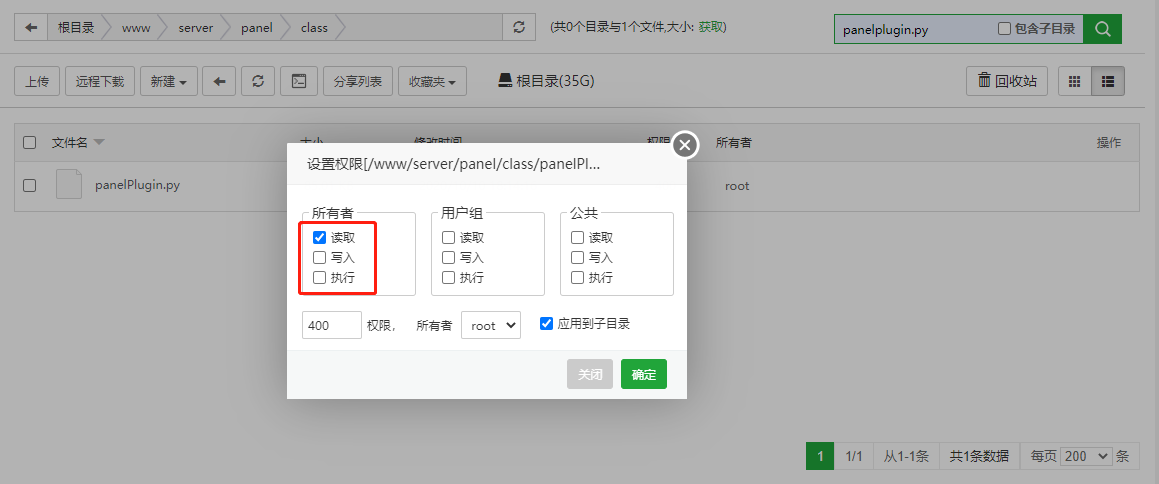 根目录 www server panel class (共0个目录与1个文件,大小: 获取) panelplugin.py 包含子目录
上传 远程下载 新建 分享列表 收藏夹 根目录(35G) 回收站
文件名 大小 修改时间 权限 所有者 操作
panelPlugin.py root
设置权限[/www/server/panel/class/panelPl...
所有者 用户组 公共
读取 读取 读取
写入 写入 写入
执行 执行 执行
400 权限， 所有者 root 应用到子目录
关闭 确定
1 1/1 从1-1条 共1条数据 每页 200 条